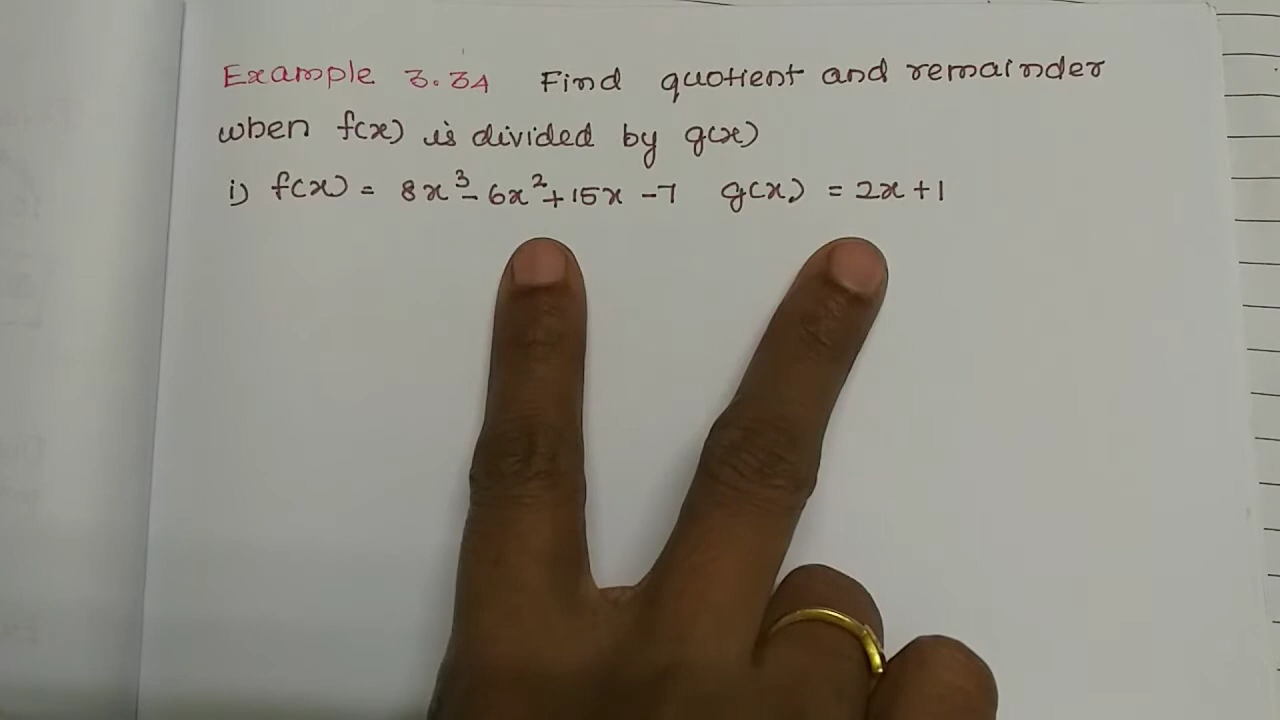 Example 3.34 Find quotient and remainder
when f(x) is divided by g(x)
i) f(x) = 8x³ - 6x² + 15x - 7 g(x) = 2x + 1